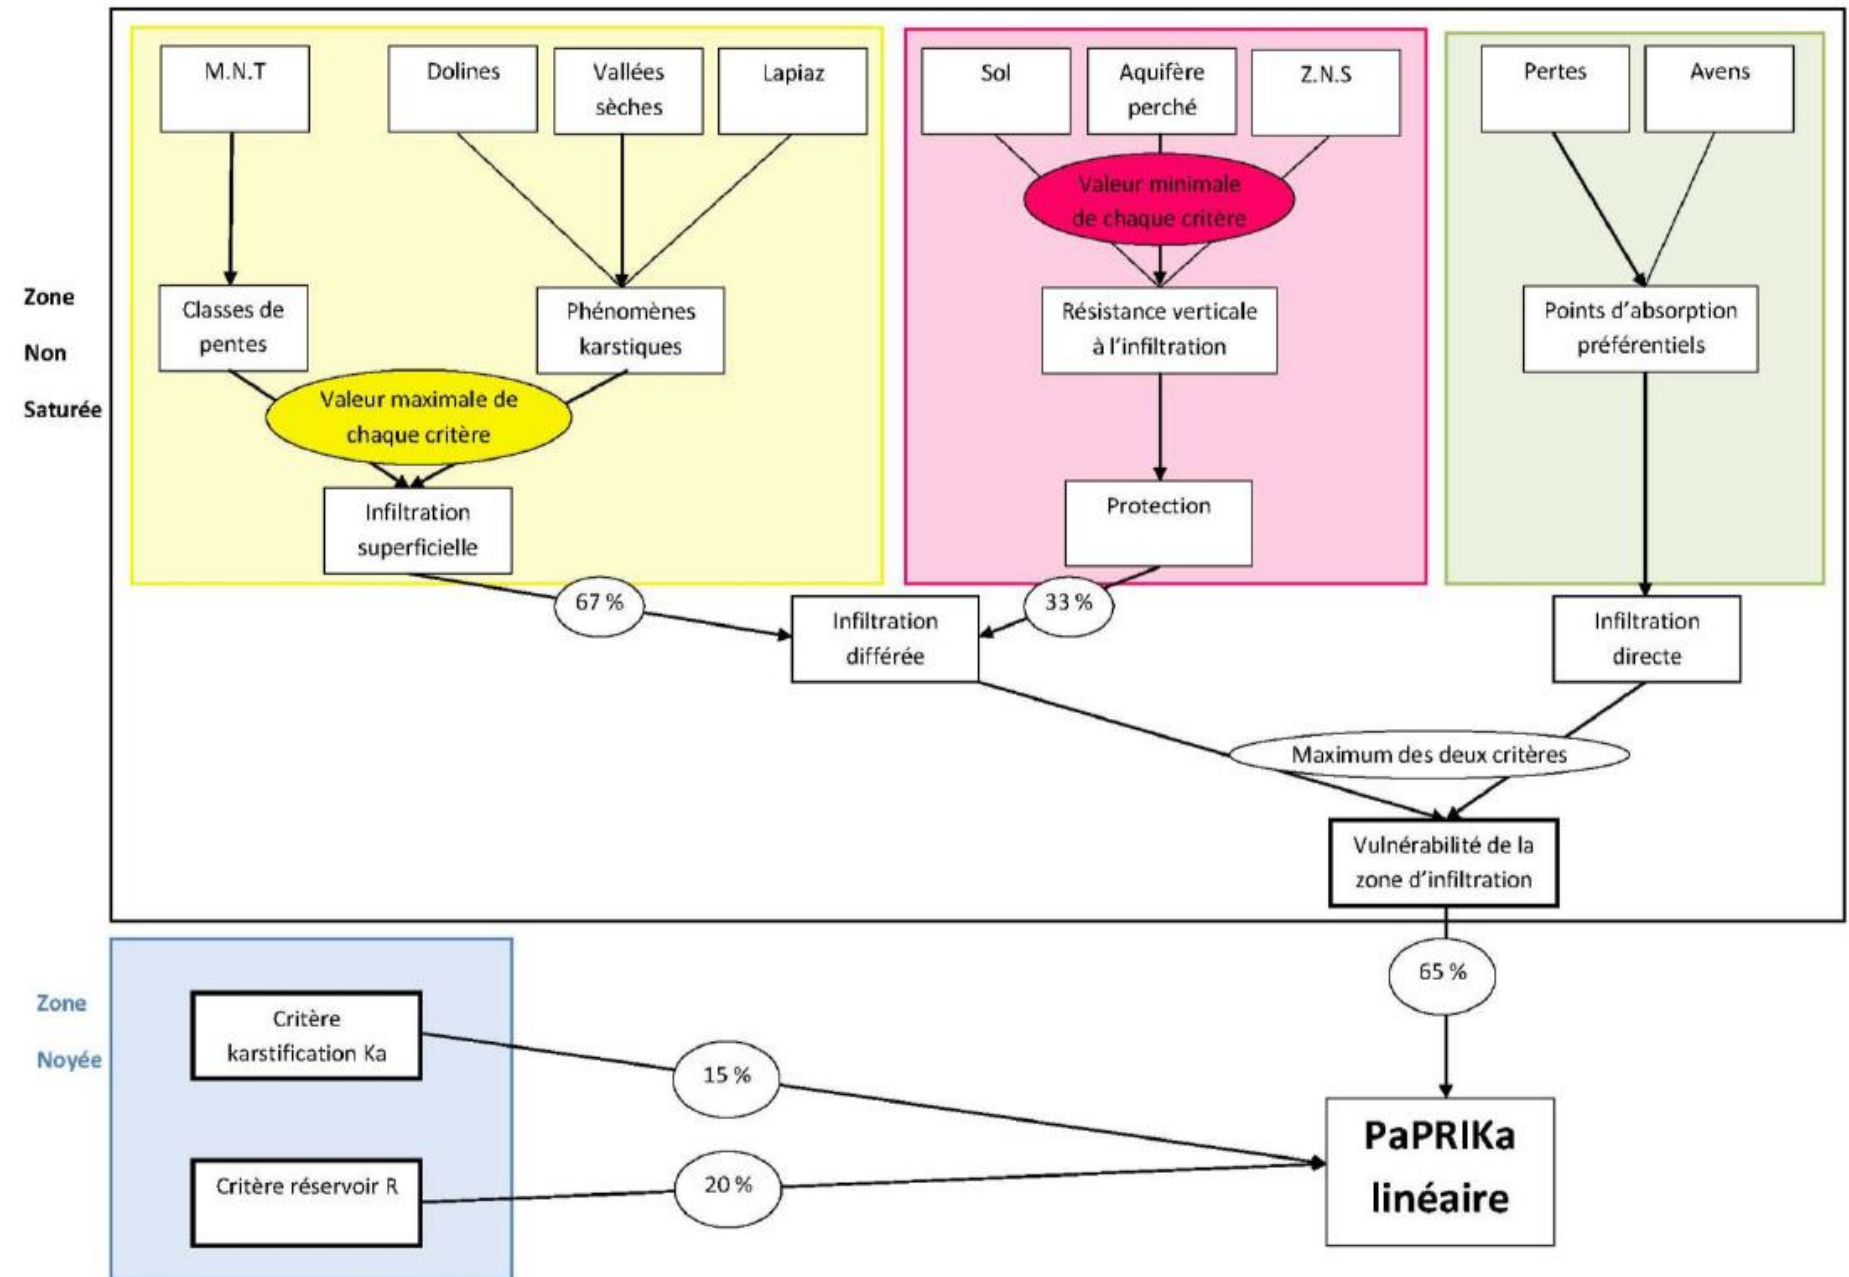 M.N.T
Dolines
Vallées
sèches
Lapiaz
Sol
Aquifère
perché
Z.N.S
Pertes
Avens
Valeur minimale
de chaque critère
Zone
Non
Saturée
Classes de
pentes
Phénomènes
karstiques
Résistance verticale
à l'infiltration
Points d'absorption
préférentiels
Valeur maximale de
chaque critère
Infiltration
superficielle
Protection
67 %
33 %
Infiltration
différée
Infiltration
directe
Maximum des deux critères
Vulnérabilité de la
zone d'infiltration
65 %
Zone
Noyée
Critère
karstification Ka
15 %
Critère réservoir R
20 %
PaPRIKa
linéaire